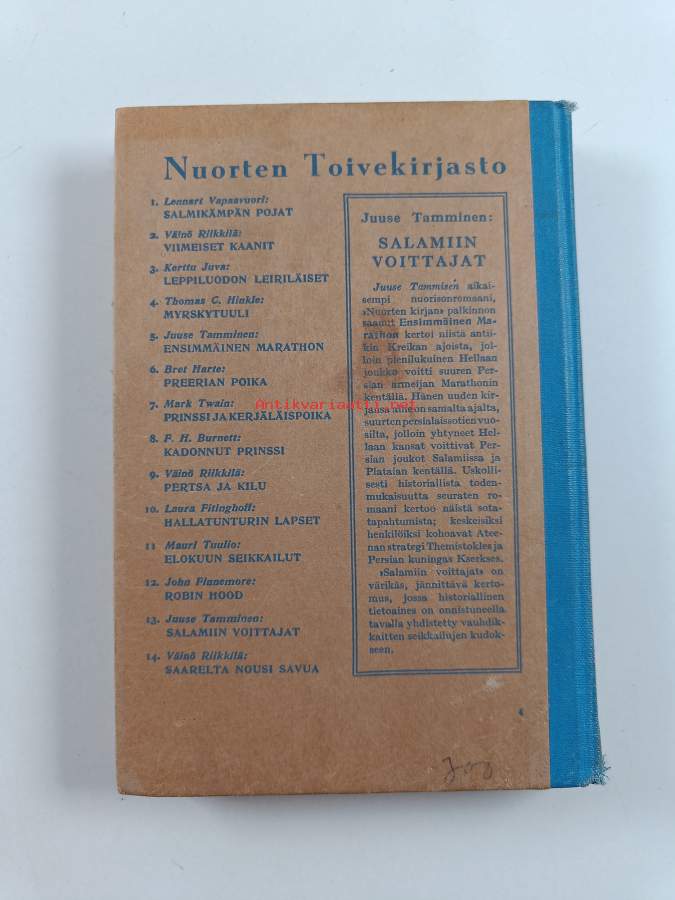 Nuorten Toivekirjasto
1. Lennart Vapaavuori:
SALMIKÄMPÄN POJAT
2. Väinö Riikkilä:
VIIMEISET KAANIT
3. Kerttu Juva:
LEPPILUODON LEIRILÄISET
4. Thomas C. Hinkle:
MYRSKYTUULI
5. Juuse Tamminen:
ENSIMMÄINEN MARATHON
6. Bret Harte:
PREERIAN POIKA
7. Mark Twain:
PRINSSI JA KERJÄLÄISPOIKA
8. F. H. Burnett:
KADONNUT PRINSSI
9. Väinö Riikkilä:
PERTSA JA KILU
10. Laura Fitinghoff:
HALLATUNTURIN LAPSET
11 Mauri Tuulio:
ELOKUUN SEIKKAILUT
12. John Finnemore:
ROBIN HOOD
13. Juuse Tamminen:
SALAMIIN VOITTAJAT
14. Väinö Riikkilä:
SAARELTA NOUSI SAVUA
Juuse Tamminen:
SALAMIIN
VOITTAJAT
Juuse Tammisen aikai-
sempi nuorisonromaani,
»Nuorten kirjan» palkinnon
saanut Ensimmäinen Ma-
rathon kertoi niistä antii-
kin Kreikan ajoista, jol-
loin pienilukuinen Hellaan
joukko voitti suuren Per-
sian armeijan Marathonin
kentällä. Hänen uuden kir-
jansa aihe on samalta ajalta,
suurten persialaissotien vuo-
silta, jolloin yhtyneet Hel-
laan kansat voittivat Per-
sian joukot Salamiissa ja
Plataian kentällä. Uskolli-
sesti historiallista toden-
mukaisuutta seuraten ro-
maani kertoo näistä sota-
tapahtumista; keskeisiksi
henkilöiksi kohoavat Atee-
nan strategi Themistokles ja
Persian kuningas Kserkses.
»Salamiin voittajat» on
värikäs, jännittävä kerto-
mus, jossa historiallinen
tietoaines on onnistuneella
tavalla yhdistetty vauhdik-
kaitten seikkailujen kudok-
seen.
4
Antikvariaatti.net